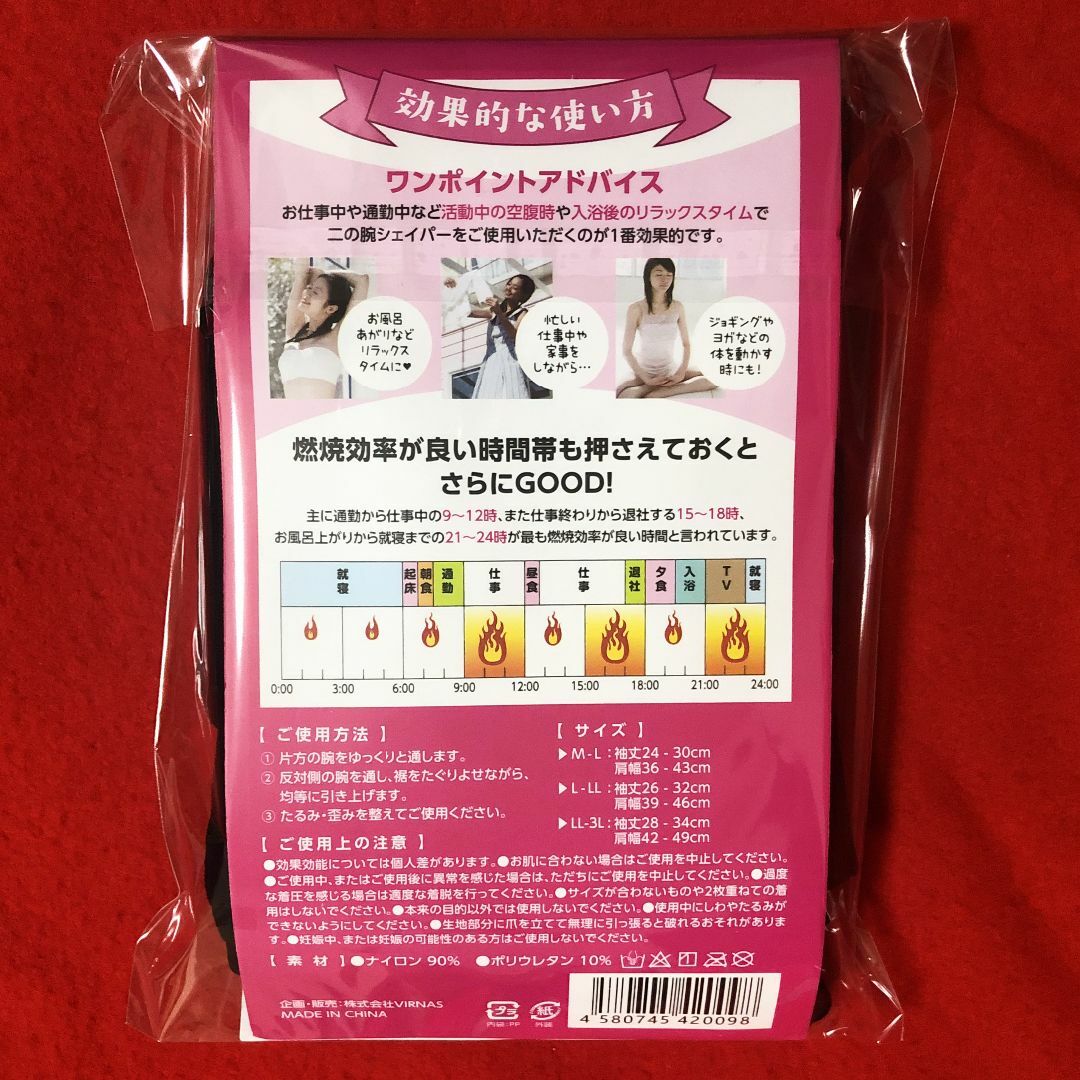 効果的な使い方
ワンポイントアドバイス
お仕事中や通勤中など活動中の空腹時や入浴後のリラックスタイムで
二の腕シェイパーをご使用いただくのが1番効果的です。
お風呂
あがりなど
リラックス
タイムに♥
忙しい
仕事中や
家事を
しながら…
ジョギングや
ヨガなどの
体を動かす
時にも!
燃焼効率が良い時間帯も押さえておくと
さらにGOOD!
主に通勤から仕事中の9〜12時、また仕事終わりから退社する15〜18時、
お風呂上がりから就寝までの21〜24時が最も燃焼効率が良い時間と言われています。
就寝 起床 朝食 通勤 仕事 昼食 仕事 退社 夕食 入浴 TV 就寝
0:00 3:00 6:00 9:00 12:00 15:00 18:00 21:00 24:00
【 ご使用方法 】
① 片方の腕をゆっくりと通します。
② 反対側の腕を通し、裾をたぐりよせながら、
均等に引き上げます。
③ たるみ・歪みを整えてご使用ください。
【 サイズ 】
▶M - L : 袖丈24 - 30cm
肩幅36 - 43cm
▶L - LL : 袖丈26 - 32cm
肩幅39 - 46cm
▶LL-3L : 袖丈28 - 34cm
肩幅42 - 49cm
【 ご使用上の注意 】
●効果効能については個人差があります。●お肌に合わない場合はご使用を中止してください。
●ご使用中、またはご使用後に異常を感じた場合は、ただちにご使用を中止してください。●過度
な着圧を感じる場合は適度な着脱を行ってください。●サイズが合わないものや2枚重ねての着
用はしないでください。●本来の目的以外では使用しないでください。●使用中にしわやたるみが
できないようにしてください。●生地部分に爪を立てて無理に引っ張ると破れるおそれがありま
す。●妊娠中、または妊娠の可能性のある方はご使用しないでください。
【 素 材 】●ナイロン 90% ●ポリウレタン 10%
企画・販売:株式会社VIRNAS
MADE IN CHINA
プラ
内袋:PP
紙
外装
4 580745 420098